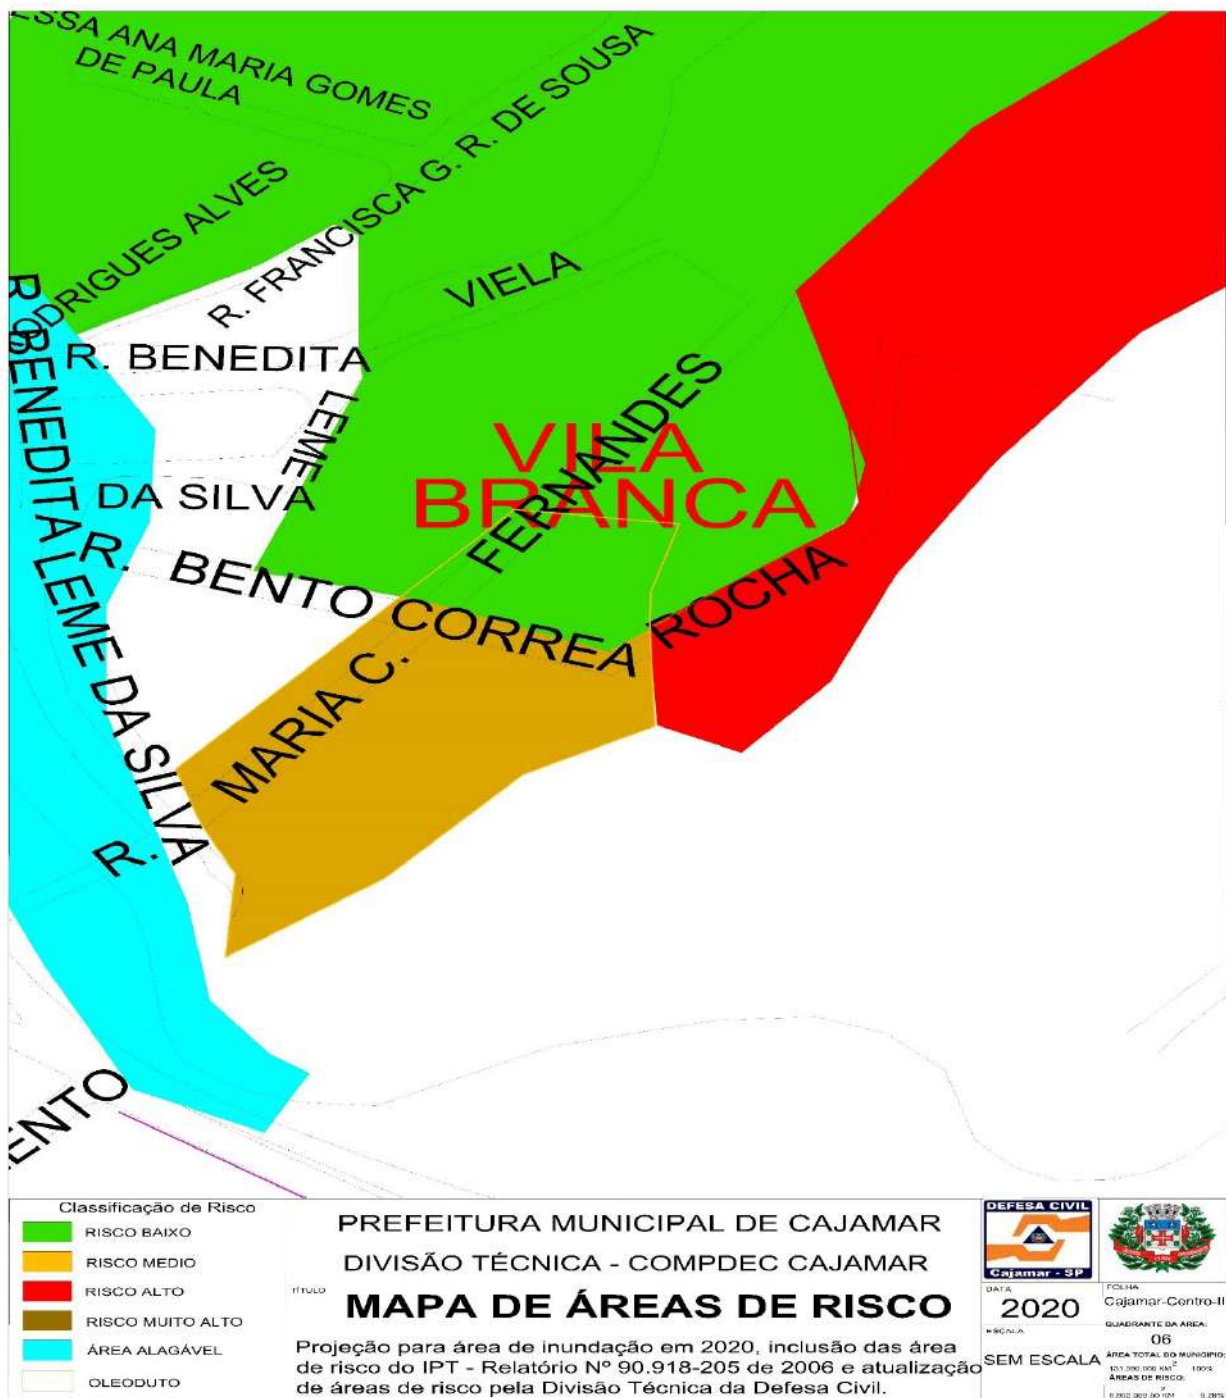 ESSA ANA MARIA GOMES
DE PAULA
R. FRANCISCA G. R. DE SOUSA
RODRIGUES ALVES
VIELA
R. BENEDITA
LEME
DA SILVA
R BENEDITA LEME DA SILVA
VILA
BRANCA
R. BENTO CORREA ROCHA
R. MARIA C. FERNANDES
ENTO
Classificação de Risco
RISCO BAIXO
RISCO MEDIO
RISCO ALTO
RISCO MUITO ALTO
ÁREA ALAGÁVEL
OLEODUTO
PREFEITURA MUNICIPAL DE CAJAMAR
DIVISÃO TÉCNICA - COMPDEC CAJAMAR
TÍTULO
MAPA DE ÁREAS DE RISCO
Projeção para área de inundação em 2020, inclusão das área
de risco do IPT - Relatório Nº 90.918-205 de 2006 e atualização
de áreas de risco pela Divisão Técnica da Defesa Civil.
DEFESA CIVIL
Cajamar - SP
DATA
2020
ESCALA
SEM ESCALA
FOLHA
Cajamar-Centro-II
QUADRANTE DA ÁREA:
06
ÁREA TOTAL DO MUNICIPIO:
100%
ÁREAS DE RISCO: